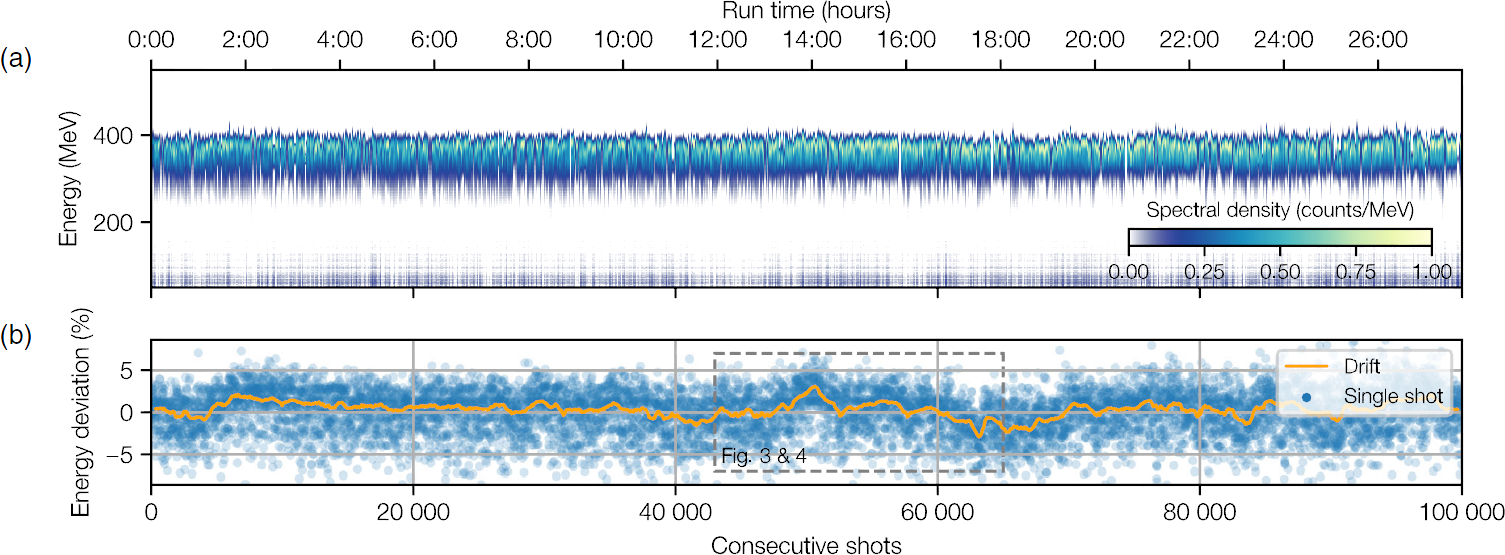 Run time (hours)
0:00 2:00 4:00 6:00 8:00 10:00 12:00 14:00 16:00 18:00 20:00 22:00 24:00 26:00
(a)
Energy (MeV)
400
200
Spectral density (counts/MeV)
0.00 0.25 0.50 0.75 1.00
(b)
Energy deviation (%)
5
0
−5
Drift
Single shot
Fig. 3 & 4
0 20 000 40 000 60 000 80 000 100 000
Consecutive shots